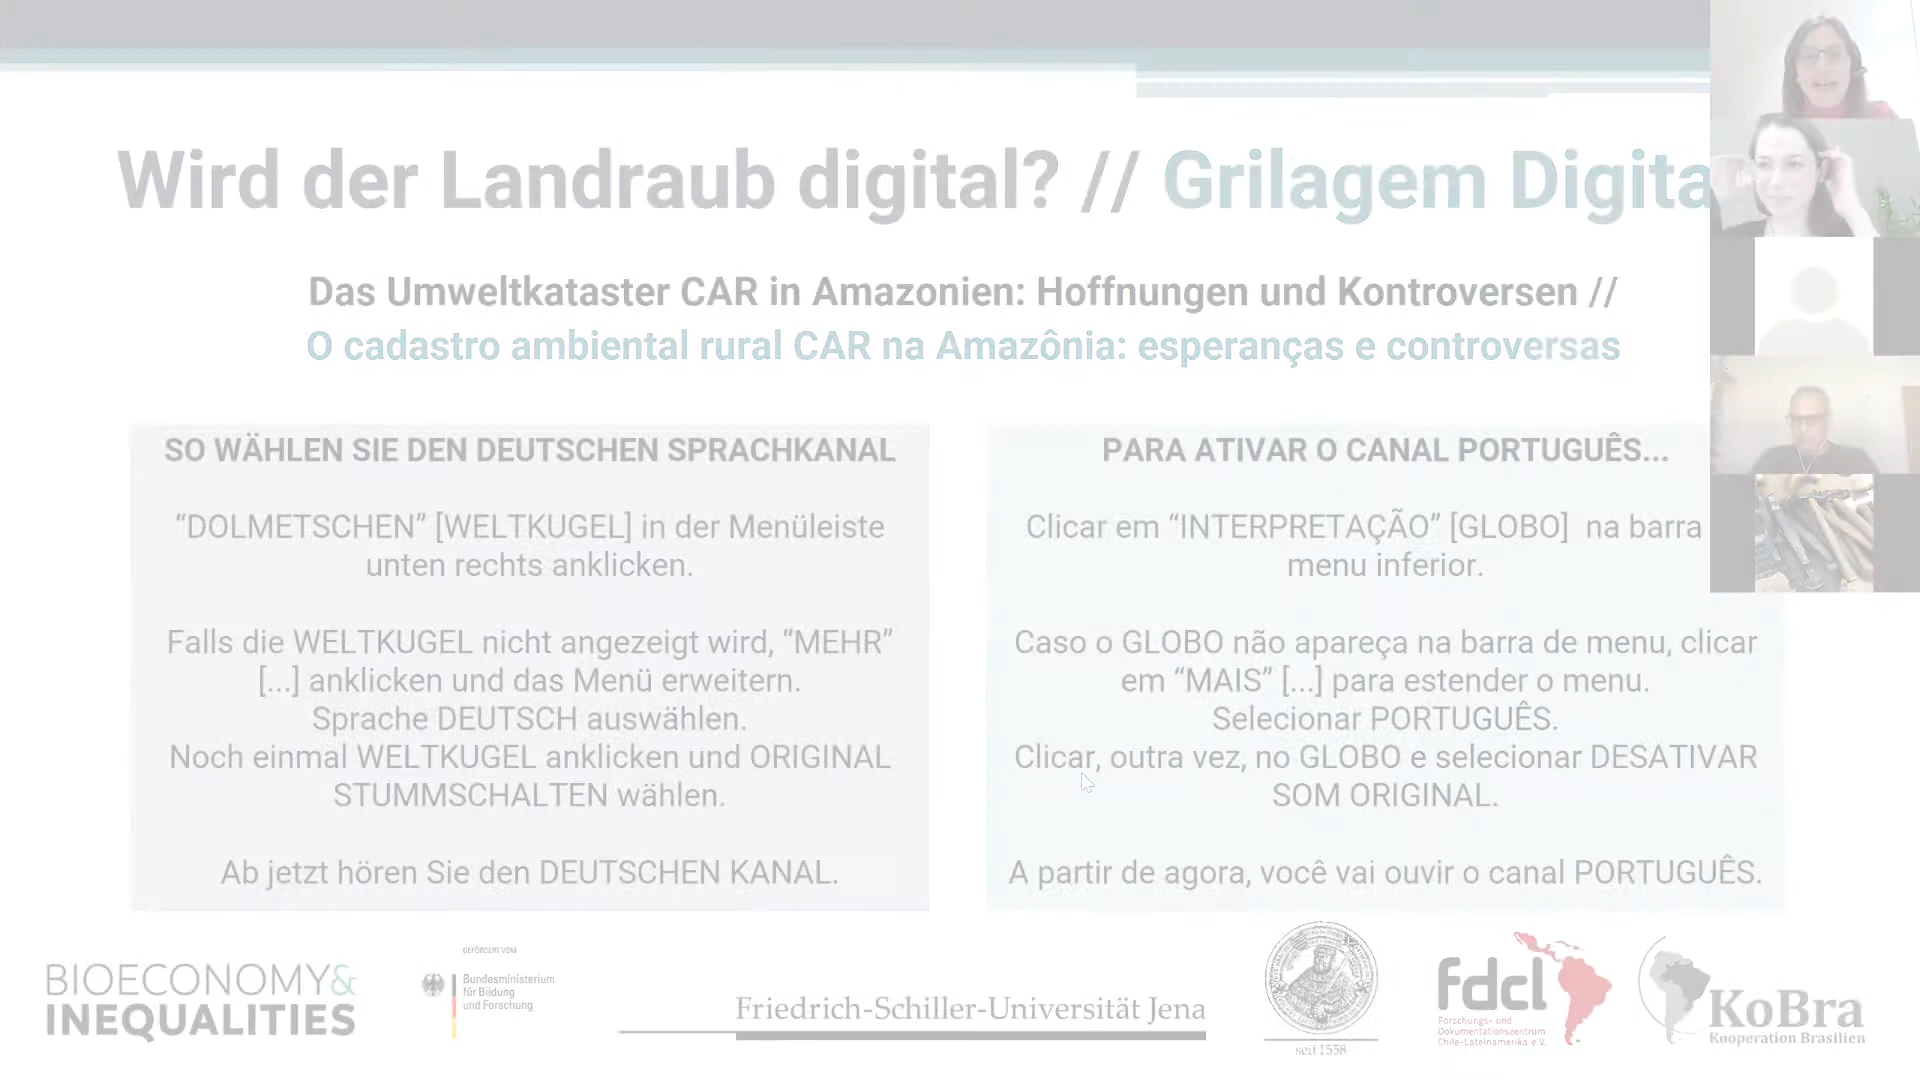 Wird der Landraub digital? // Grilagem Digita
Das Umweltkataster CAR in Amazonien: Hoffnungen und Kontroversen //
O cadastro ambiental rural CAR na Amazônia: esperanças e controversas
SO WÄHLEN SIE DEN DEUTSCHEN SPRACHKANAL
“DOLMETSCHEN” [WELTKUGEL] in der Menüleiste
unten rechts anklicken.
Falls die WELTKUGEL nicht angezeigt wird, “MEHR”
[...] anklicken und das Menü erweitern.
Sprache DEUTSCH auswählen.
Noch einmal WELTKUGEL anklicken und ORIGINAL
STUMMSCHALTEN wählen.
Ab jetzt hören Sie den DEUTSCHEN KANAL.
PARA ATIVAR O CANAL PORTUGUÊS...
Clicar em “INTERPRETAÇÃO” [GLOBO] na barra
menu inferior.
Caso o GLOBO não apareça na barra de menu, clicar
em “MAIS” [...] para estender o menu.
Selecionar PORTUGUÊS.
Clicar, outra vez, no GLOBO e selecionar DESATIVAR
SOM ORIGINAL.
A partir de agora, você vai ouvir o canal PORTUGUÊS.
BIOECONOMY&
INEQUALITIES
GEFÖRDERT VOM
Bundesministerium
für Bildung
und Forschung
Friedrich-Schiller-Universität Jena
seit 1558
fdcl
Forschungs- und
Dokumentationszentrum
Chile-Lateinamerika e.V.
KoBra
Kooperation Brasilien